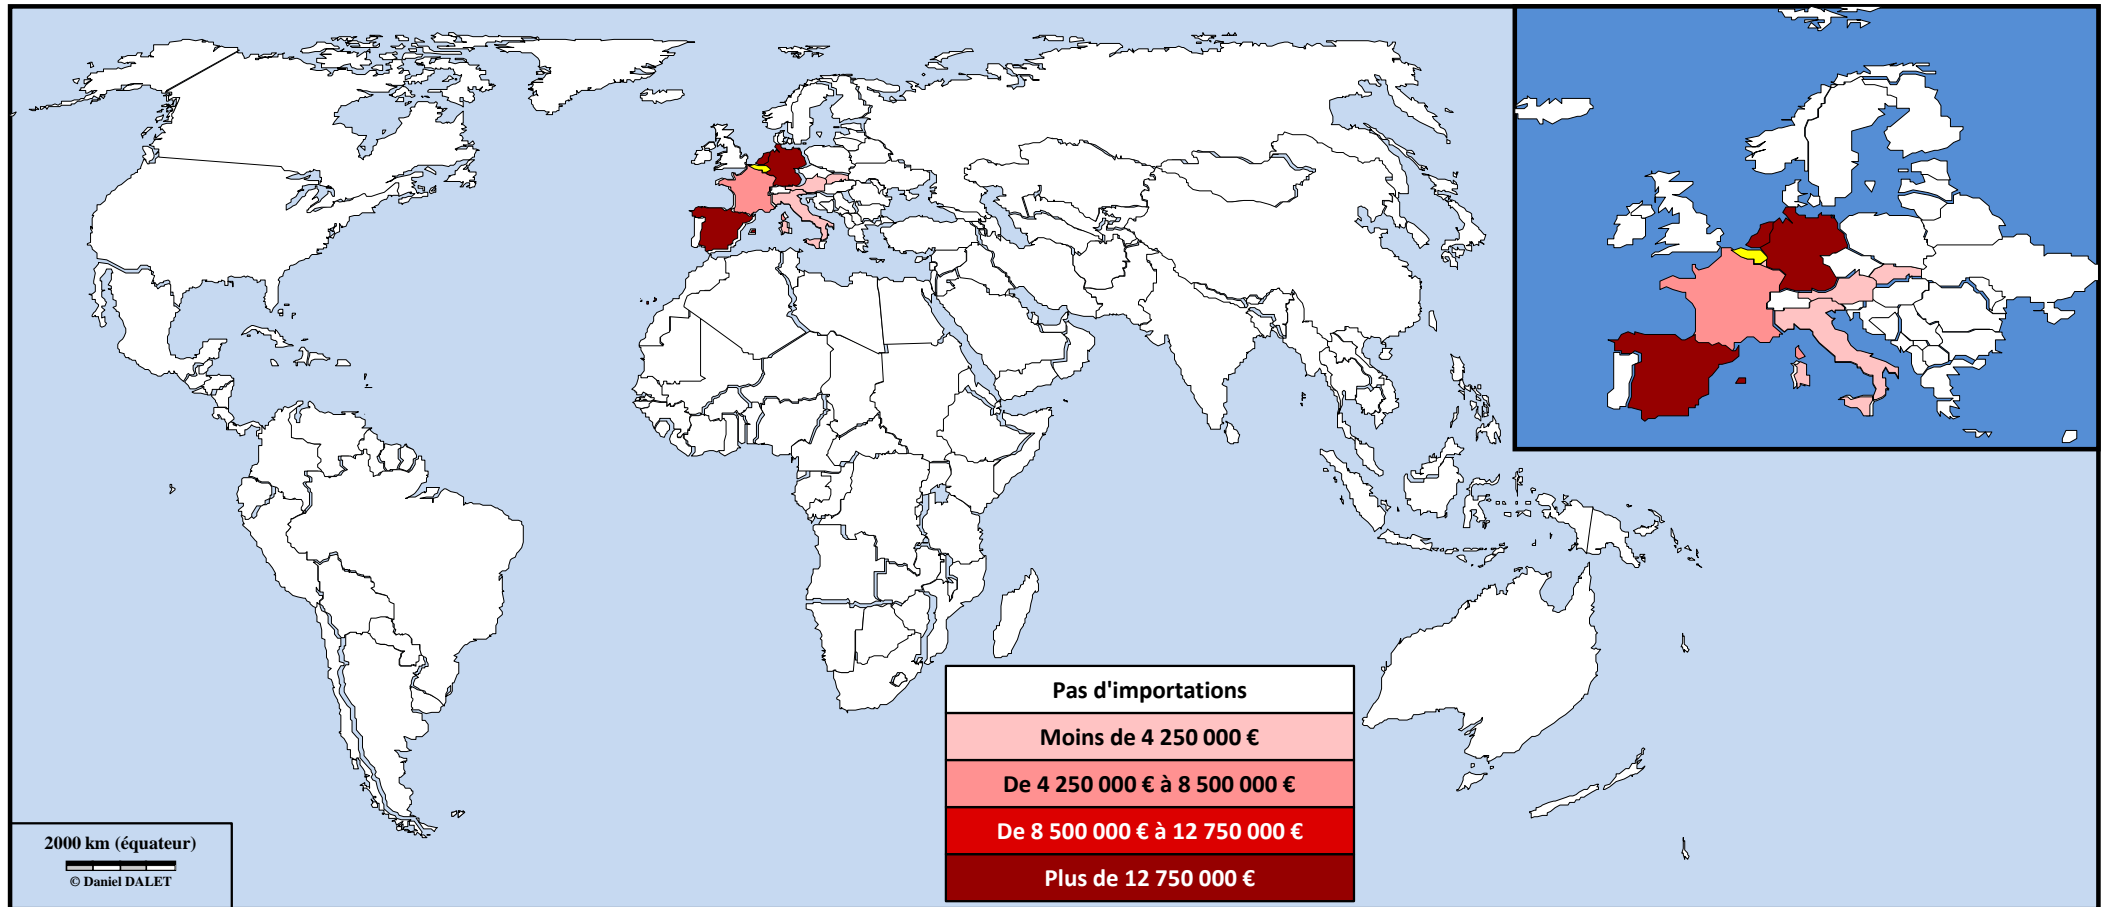 Pas d'importations
Moins de 4 250 000 €
De 4 250 000 € à 8 500 000 €
De 8 500 000 € à 12 750 000 €
Plus de 12 750 000 €
2000 km (équateur)
© Daniel DALET